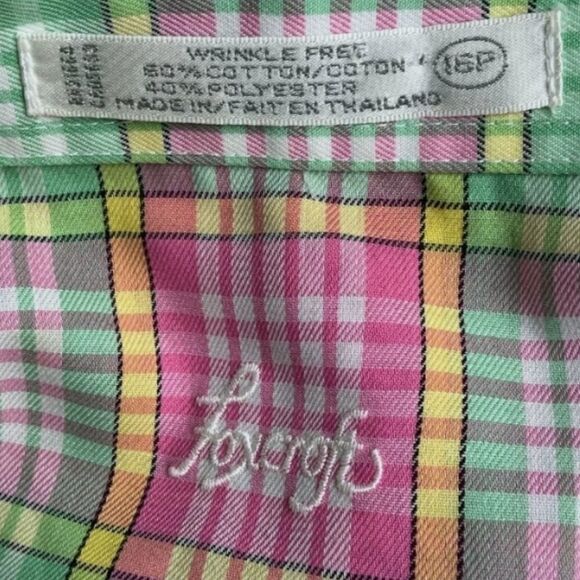 WRINKLE FREE
60% COTTON/COTON
40% POLYESTER
MADE IN/FAIT EN THAILAND
16P
foxcroft